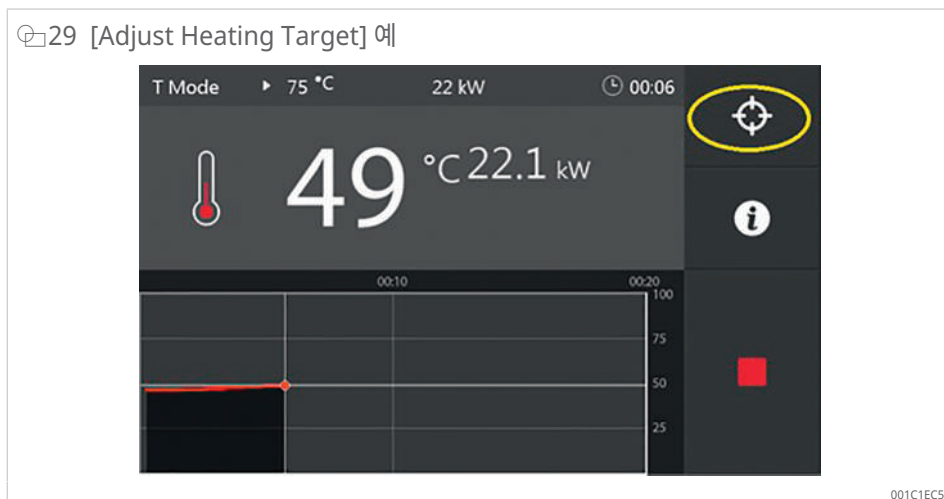 29 [Adjust Heating Target] 예
T Mode ▸ 75 °C 22 kW 00:06
49 °C 22.1 kW
00:10 00:20
100
75
50
25
001C1EC5